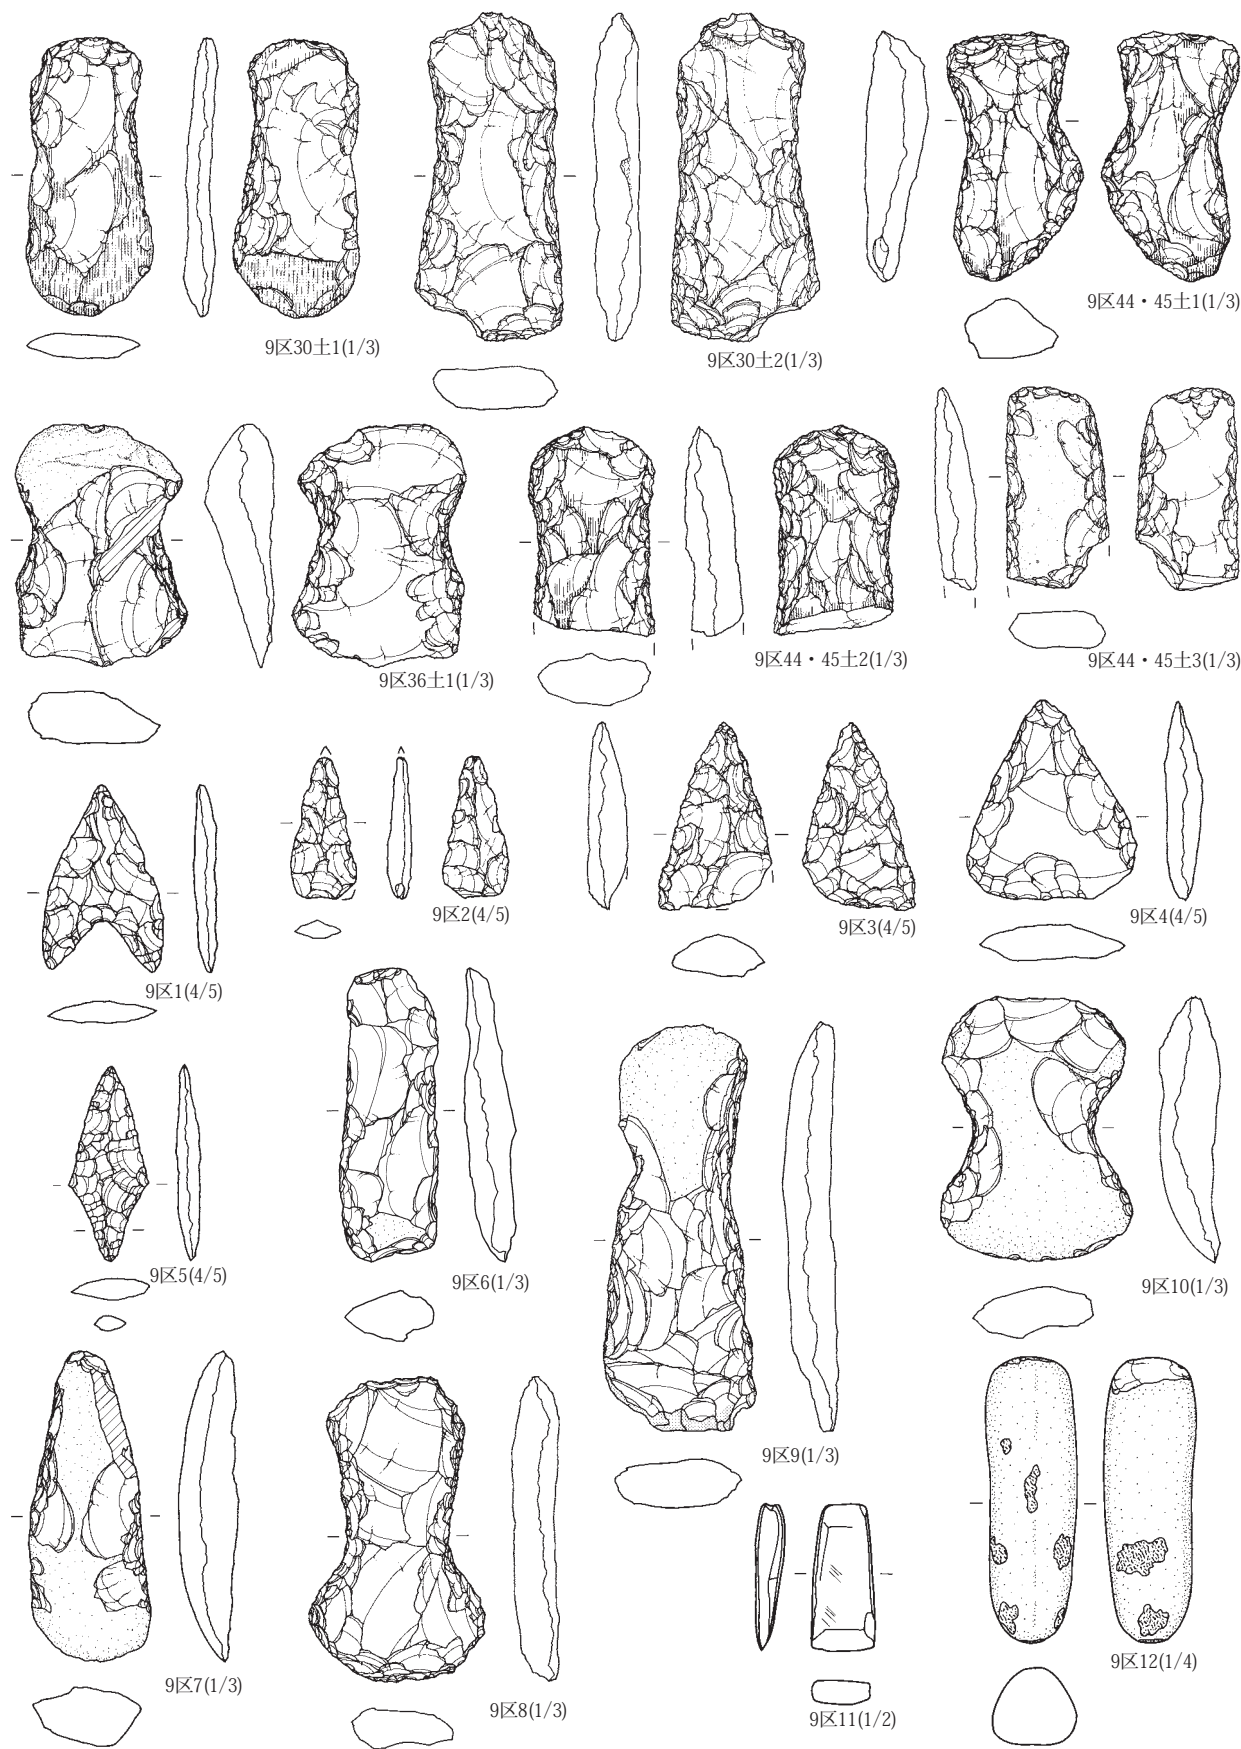 9区30土1(1/3)
9区30土2(1/3)
9区44・45土1(1/3)
9区36土1(1/3)
9区44・45土2(1/3)
9区44・45土3(1/3)
9区1(4/5)
9区2(4/5)
9区3(4/5)
9区4(4/5)
9区5(4/5)
9区6(1/3)
9区9(1/3)
9区10(1/3)
9区7(1/3)
9区8(1/3)
9区11(1/2)
9区12(1/4)